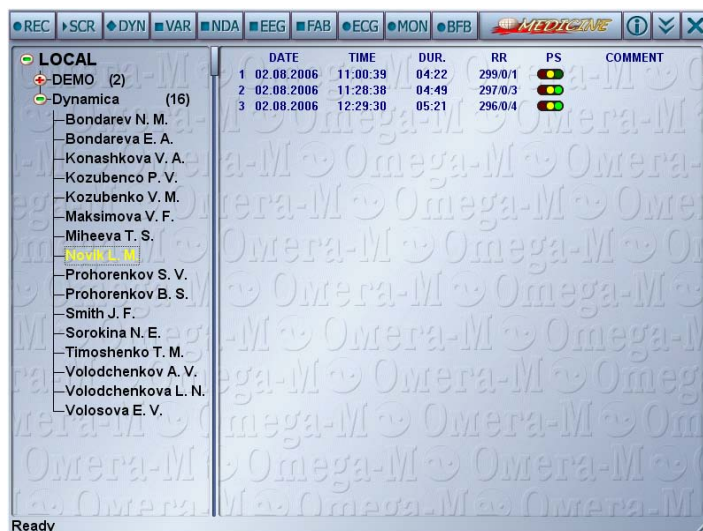 REC SCR DYN VAR NDA EEG FAB ECG MON BFB MEDICINE
LOCAL
DEMO (2)
Dynamica (16)
Bondarev N. M.
Bondareva E. A.
Konashkova V. A.
Kozubenco P. V.
Kozubenko V. M.
Maksimova V. F.
Miheeva T. S.
Novik L. M.
Prohorenkov S. V.
Prohorenkov B. S.
Smith J. F.
Sorokina N. E.
Timoshenko T. M.
Volodchenkov A. V.
Volodchenkova L. N.
Volosova E. V.
DATE TIME DUR. RR PS COMMENT
1 02.08.2006 11:00:39 04:22 299/0/1
2 02.08.2006 11:28:38 04:49 297/0/3
3 02.08.2006 12:29:30 05:21 296/0/4
Ready